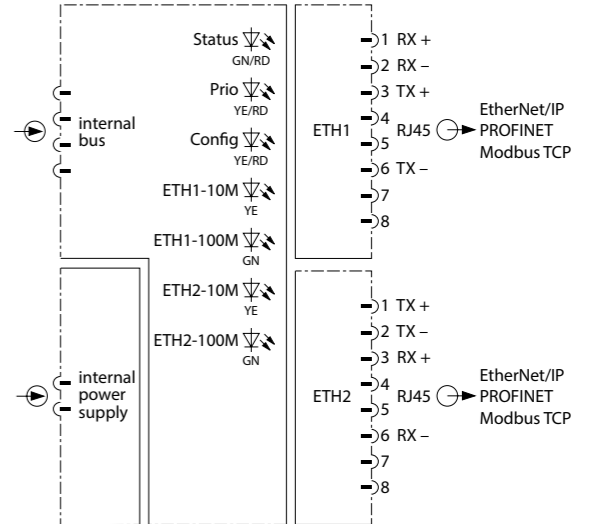 Status
GN/RD
Prio
YE/RD
Config
YE/RD
ETH1-10M
YE
ETH1-100M
GN
ETH2-10M
YE
ETH2-100M
GN
internal
bus
internal
power
supply
ETH1
1 RX +
2 RX –
3 TX +
4
RJ45
5
6 TX –
7
8
EtherNet/IP
PROFINET
Modbus TCP
ETH2
1 TX +
2 TX –
3 RX +
4
RJ45
5
6 RX –
7
8
EtherNet/IP
PROFINET
Modbus TCP